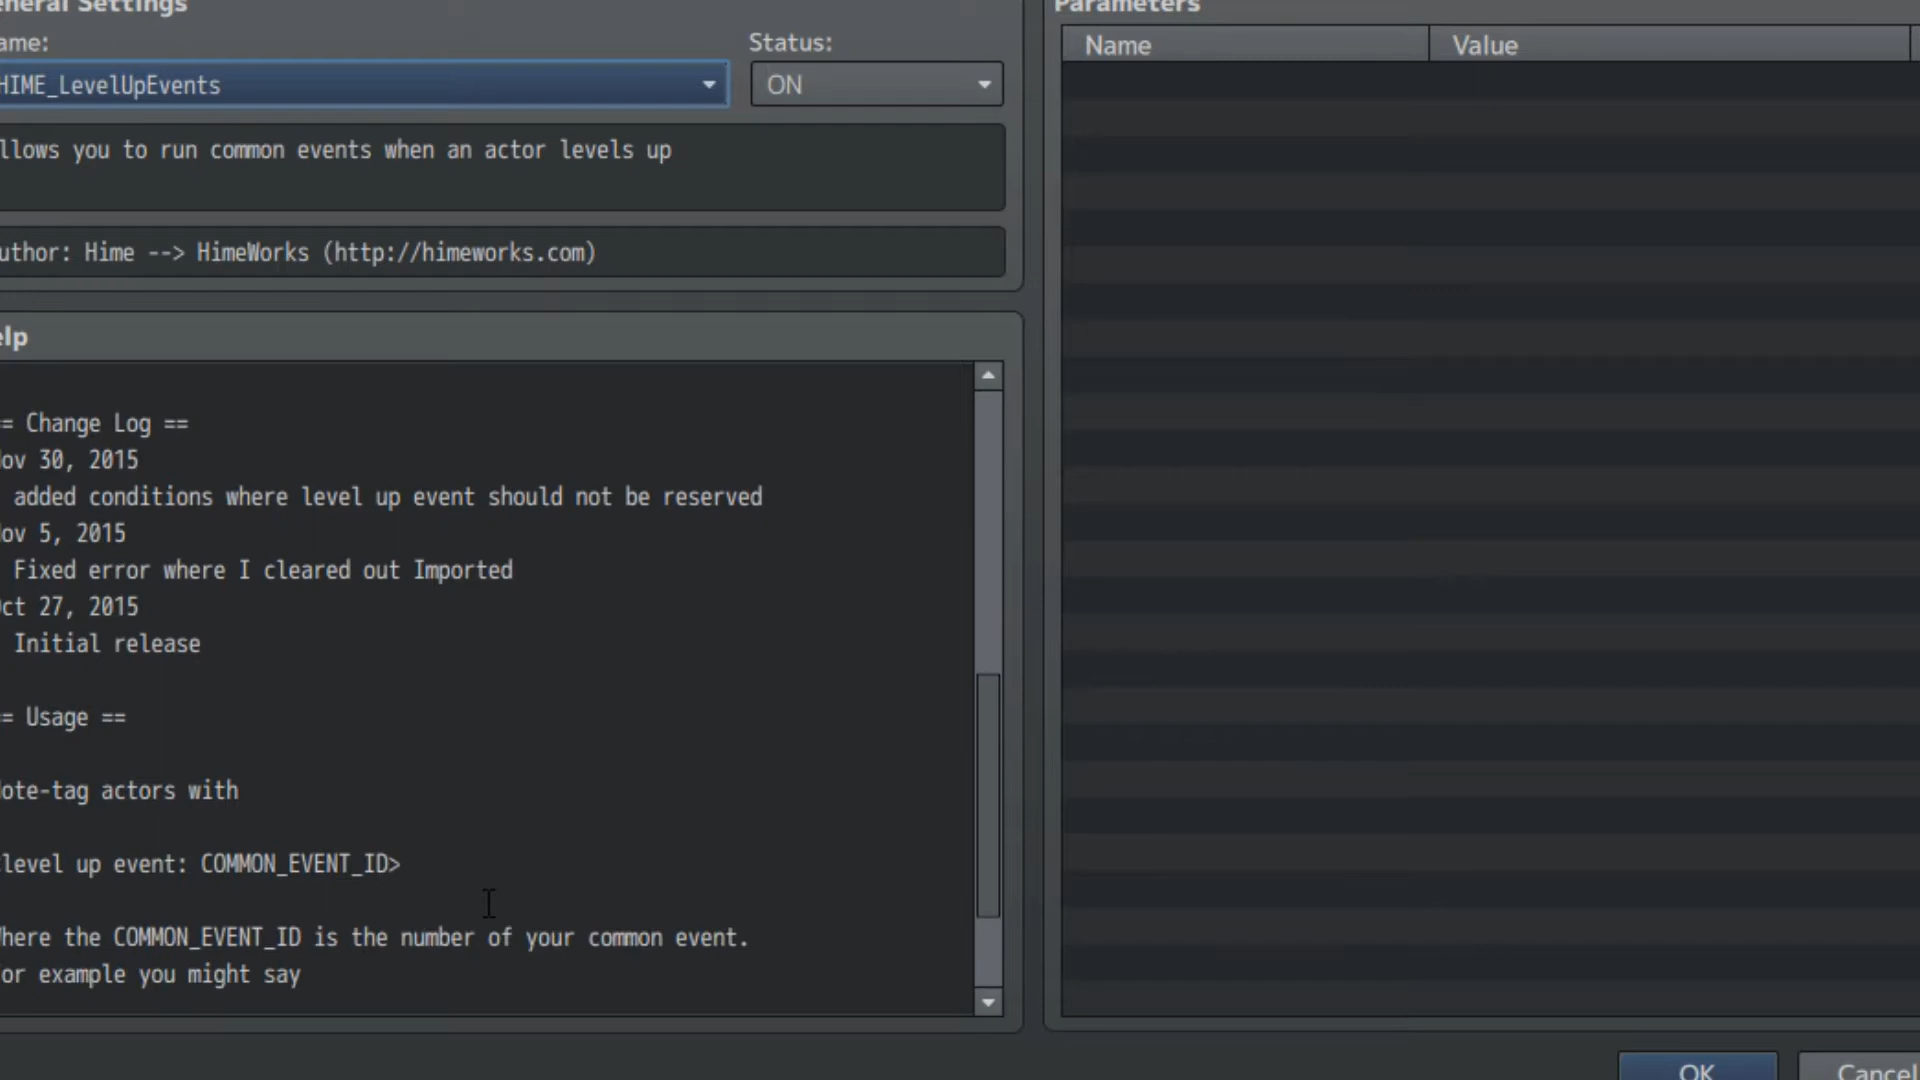 neral Settings
ame:
Status:
HIME_LevelUpEvents
ON
llows you to run common events when an actor levels up
uthor: Hime --> HimeWorks (http://himeworks.com)
elp
= Change Log ==
ov 30, 2015
added conditions where level up event should not be reserved
ov 5, 2015
Fixed error where I cleared out Imported
ct 27, 2015
Initial release
= Usage ==
ote-tag actors with
level up event: COMMON_EVENT_ID>
here the COMMON_EVENT_ID is the number of your common event.
or example you might say
Parameters
Name
Value
OK
Cancel